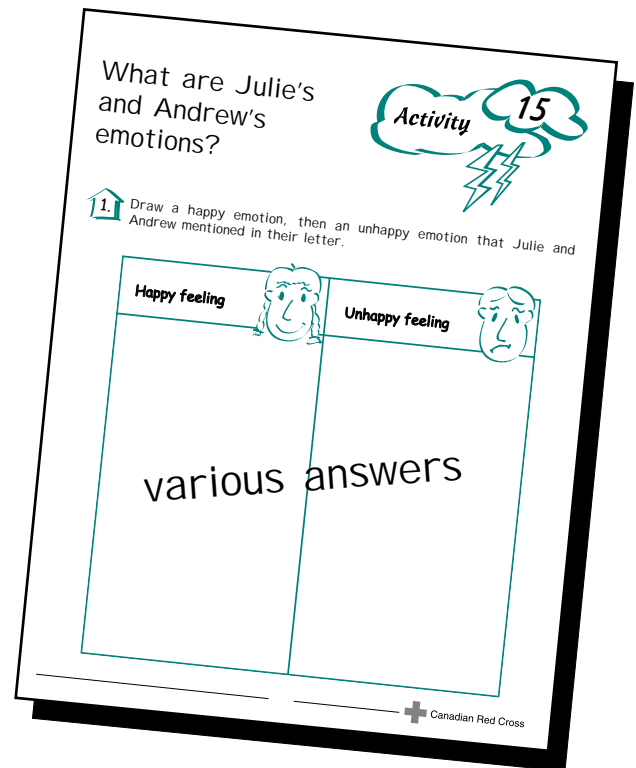 What are Julie's
and Andrew's
emotions?
Activity 15
1. Draw a happy emotion, then an unhappy emotion that Julie and
Andrew mentioned in their letter.
Happy feeling
Unhappy feeling
various answers
Canadian Red Cross